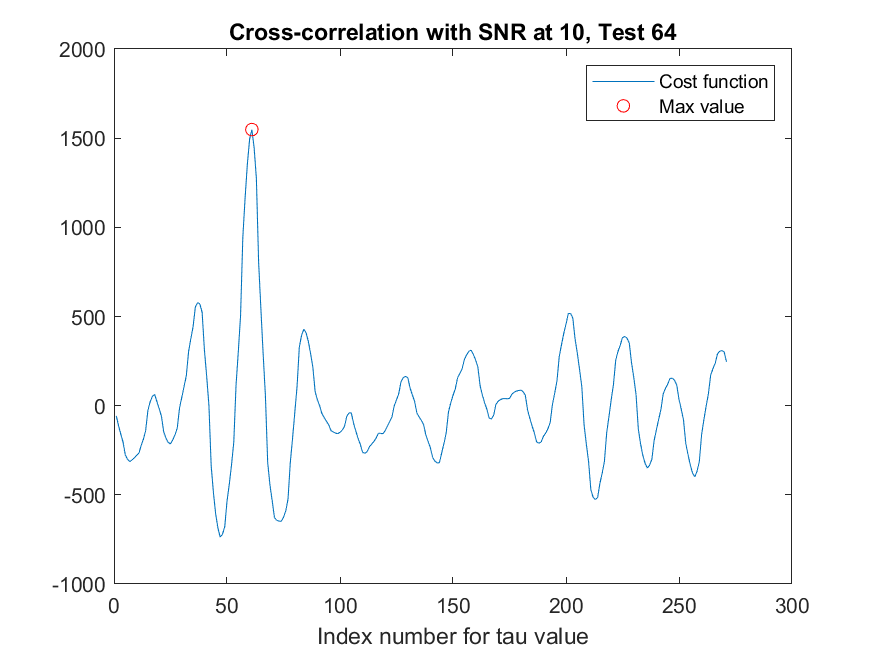 Cross-correlation with SNR at 10, Test 64
2000
1500
1000
500
0
-500
-1000
Cost function
Max value
0 50 100 150 200 250 300
Index number for tau value